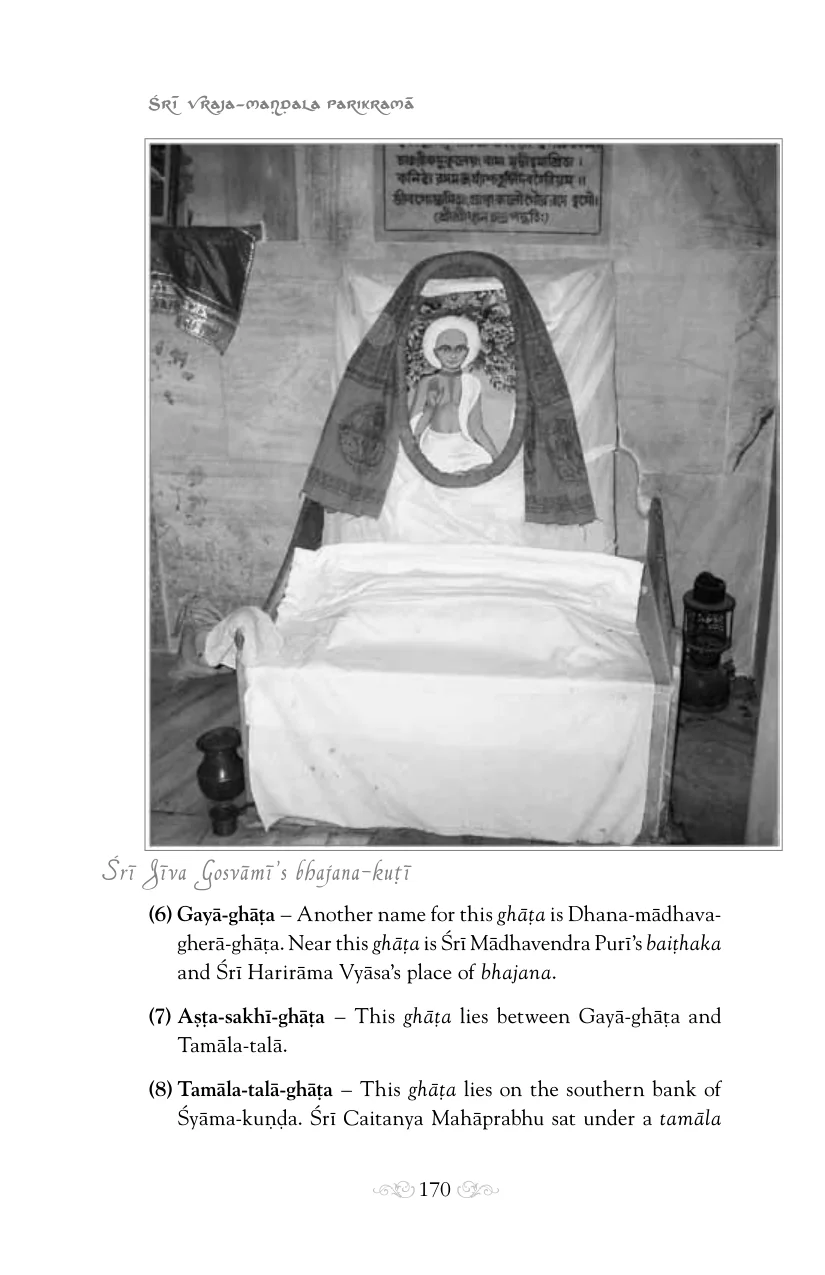 Śrī Vraja-maṇḍala Parikramā
Śrī Jīva Gosvāmī's bhajana-kuṭī
(6) Gayā-ghāṭa – Another name for this ghāṭa is Dhana-mādhava-
gherā-ghāṭa. Near this ghāṭa is Śrī Mādhavendra Purī's baiṭhaka
and Śrī Harirāma Vyāsa's place of bhajana.
(7) Aṣṭa-sakhī-ghāṭa – This ghāṭa lies between Gayā-ghāṭa and
Tamāla-talā.
(8) Tamāla-talā-ghāṭa – This ghāṭa lies on the southern bank of
Śyāma-kuṇḍa. Śrī Caitanya Mahāprabhu sat under a tamāla
170